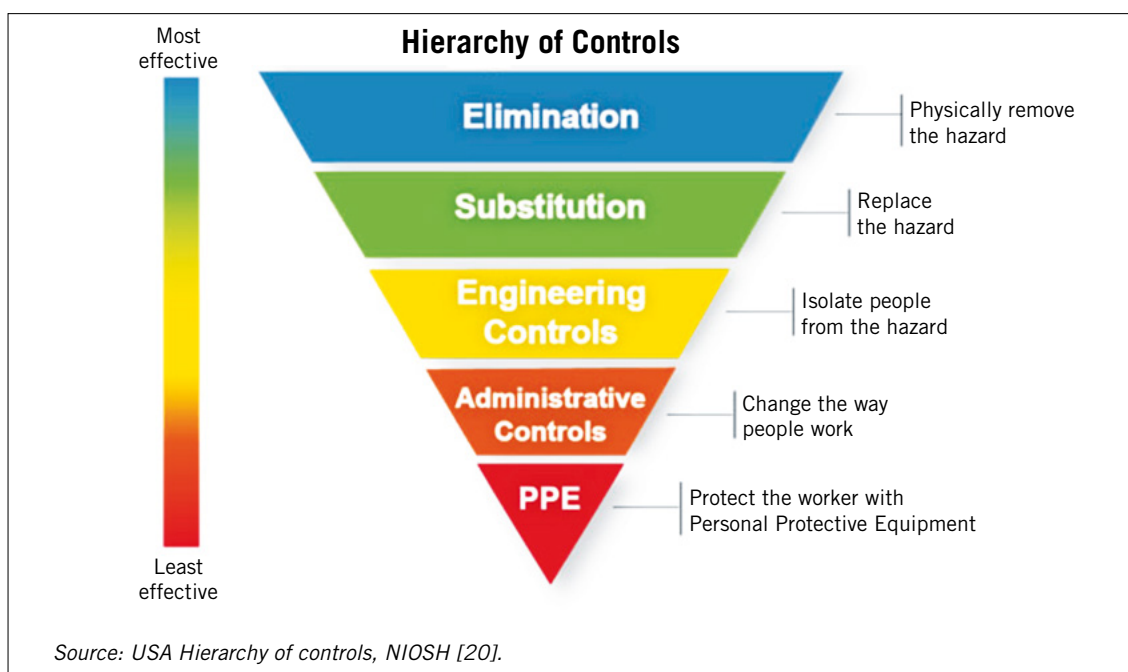 Hierarchy of Controls
Most
effective
Elimination
Physically remove
the hazard
Substitution
Replace
the hazard
Engineering
Controls
Isolate people
from the hazard
Administrative
Controls
Change the way
people work
PPE
Protect the worker with
Personal Protective Equipment
Least
effective
Source: USA Hierarchy of controls, NIOSH [20].